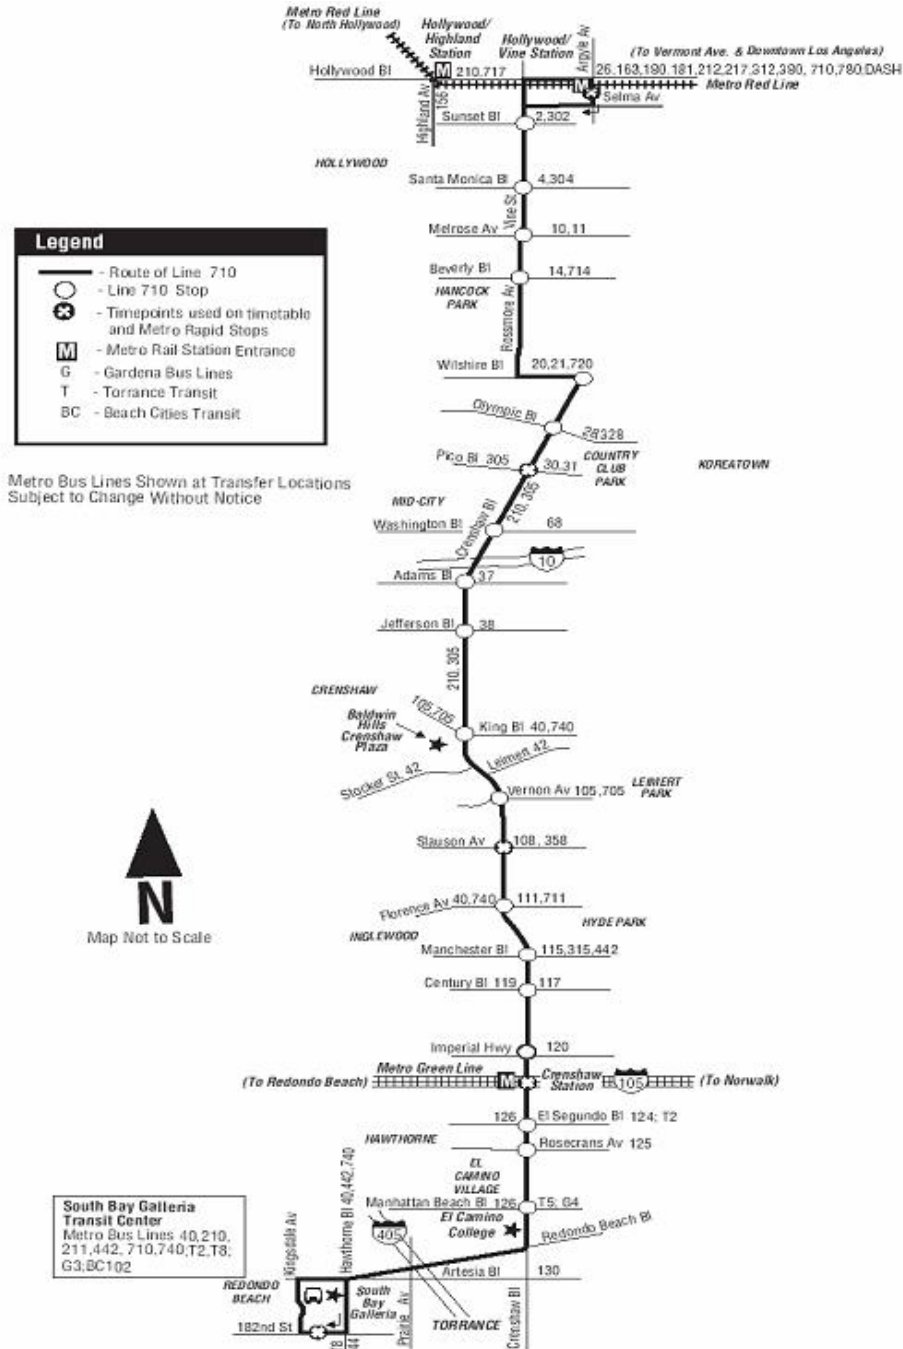 Metro Red Line
(To North Hollywood)
Hollywood/
Highland
Station
Hollywood/
Vine Station
Argyle Av
(To Vermont Ave. & Downtown Los Angeles)
Hollywood Bl
M
210,717
M
26,163,180,181,212,217,312,380, 710,780;DASH
Metro Red Line
Highland Av
156
Selma Av
Sunset Bl
2,302
HOLLYWOOD
Santa Monica Bl
4,304
Vine St
Melrose Av
10,11
Beverly Bl
14,714
HANCOCK
PARK
Rossmore Av
Wilshire Bl
20,21,720
Legend
- Route of Line 710
- Line 710 Stop
- Timepoints used on timetable
and Metro Rapid Stops
M - Metro Rail Station Entrance
G - Gardena Bus Lines
T - Torrance Transit
BC - Beach Cities Transit
Metro Bus Lines Shown at Transfer Locations
Subject to Change Without Notice
Olympic Bl
28328
Pico Bl 305
30,31
COUNTRY
CLUB
PARK
KOREATOWN
MID-CITY
Crenshaw Bl
210, 305
Washington Bl
68
10
Adams Bl
37
Jefferson Bl
38
210, 305
CRENSHAW
105,705
Baldwin
Hills
Crenshaw
Plaza
King Bl 40,740
Leimert 42
Stocker St. 42
Vernon Av 105,705
LEIMERT
PARK
Slauson Av
108, 358
Florence Av 40,740
111,711
HYDE PARK
INGLEWOOD
N
Map Not to Scale
Manchester Bl
115,315,442
Century Bl 119
117
Imperial Hwy
120
Metro Green Line
(To Redondo Beach)
M
Crenshaw
Station
105
(To Norwalk)
126
El Segundo Bl 124; T2
HAWTHORNE
Rosecrans Av 125
EL
CAMINO
VILLAGE
Manhattan Beach Bl 126
T5; G4
El Camino
College
Redondo Beach Bl
405
Hawthorne Bl 40,442,740
Kingsdale Av
South Bay Galleria
Transit Center
Metro Bus Lines 40,210,
211,442, 710,740;T2,T8;
G3;BC102
Artesia Bl
130
REDONDO
BEACH
South
Bay
Galleria
Prairie Av
TORRANCE
Crenshaw Bl
182nd St
44